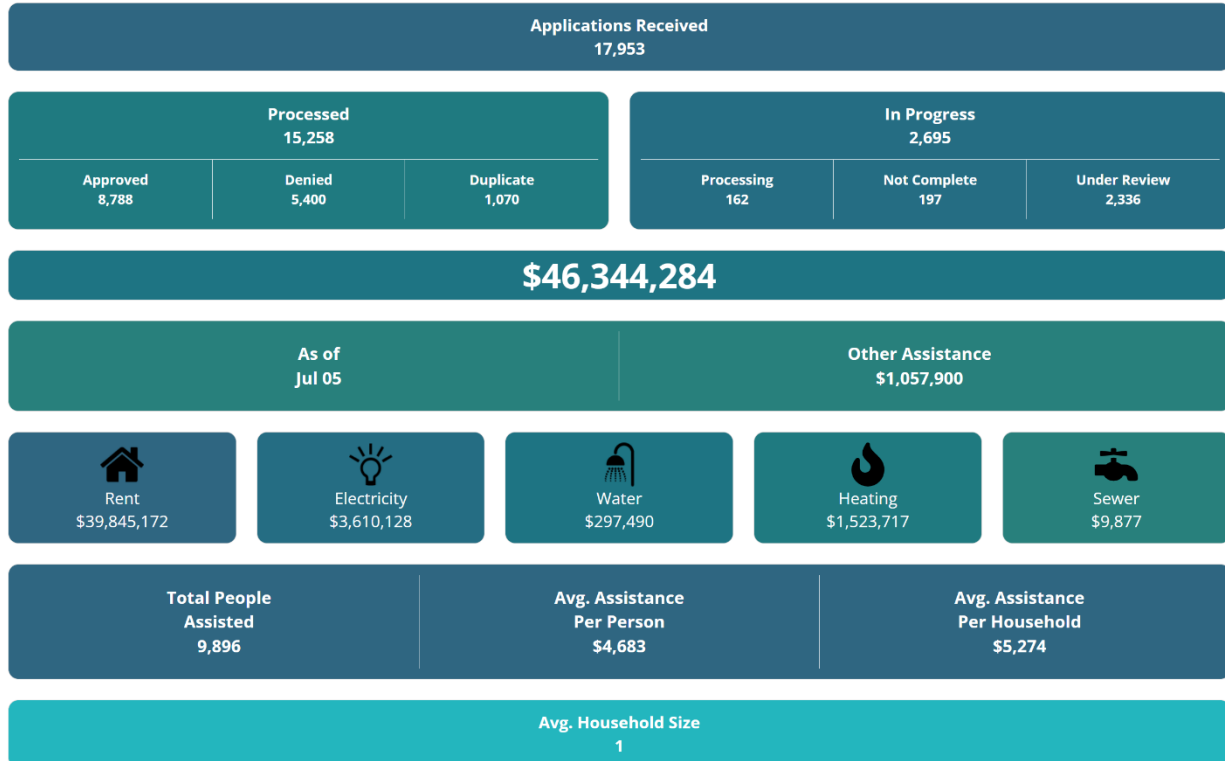 Applications Received
17,953
Processed
15,258
Approved
8,788
Denied
5,400
Duplicate
1,070
In Progress
2,695
Processing
162
Not Complete
197
Under Review
2,336
$46,344,284
As of
Jul 05
Other Assistance
$1,057,900
Rent
$39,845,172
Electricity
$3,610,128
Water
$297,490
Heating
$1,523,717
Sewer
$9,877
Total People
Assisted
9,896
Avg. Assistance
Per Person
$4,683
Avg. Assistance
Per Household
$5,274
Avg. Household Size
1